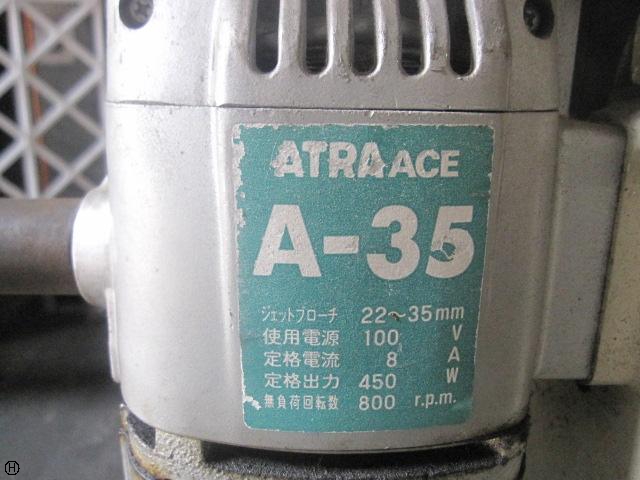 ATRA ACE
A-35
ジェットブローチ 22～35mm
使用電源 100 V
定格電流 8 A
定格出力 450 W
無負荷回転数 800 r.p.m.
H